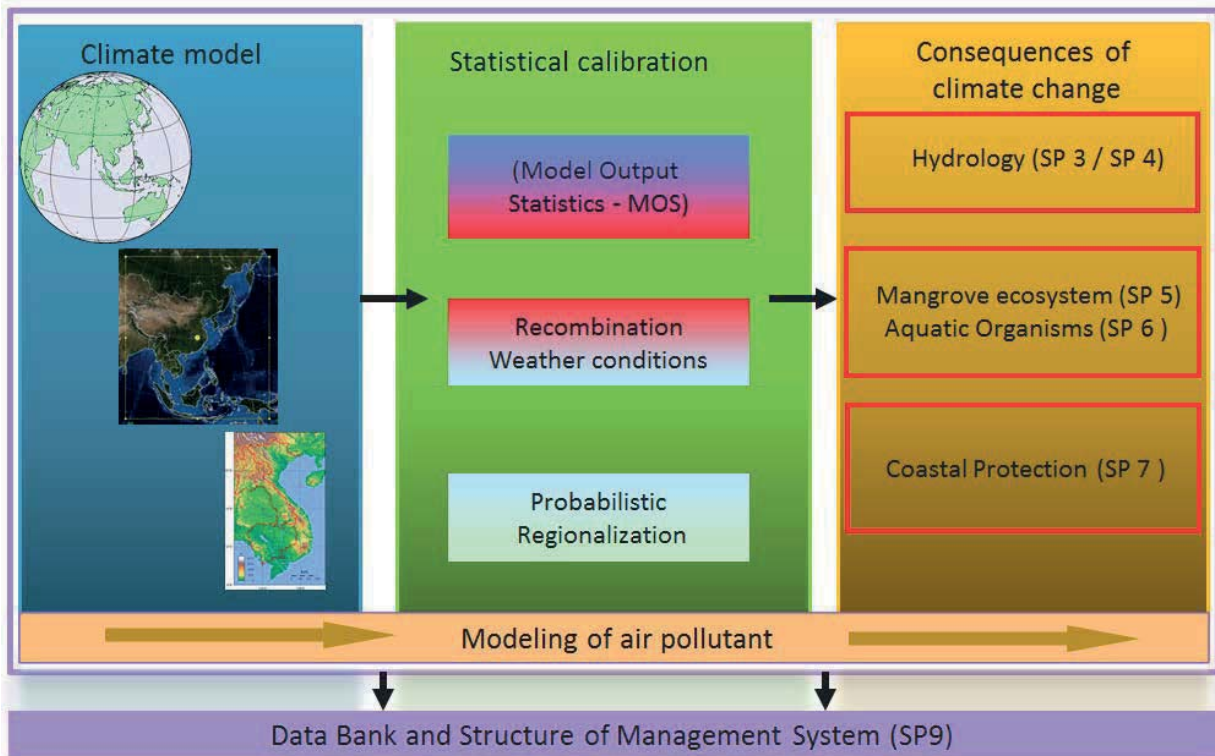 Climate model
Statistical calibration
(Model Output
Statistics - MOS)
Recombination
Weather conditions
Probabilistic
Regionalization
Consequences of
climate change
Hydrology (SP 3 / SP 4)
Mangrove ecosystem (SP 5)
Aquatic Organisms (SP 6 )
Coastal Protection (SP 7 )
Modeling of air pollutant
Data Bank and Structure of Management System (SP9)